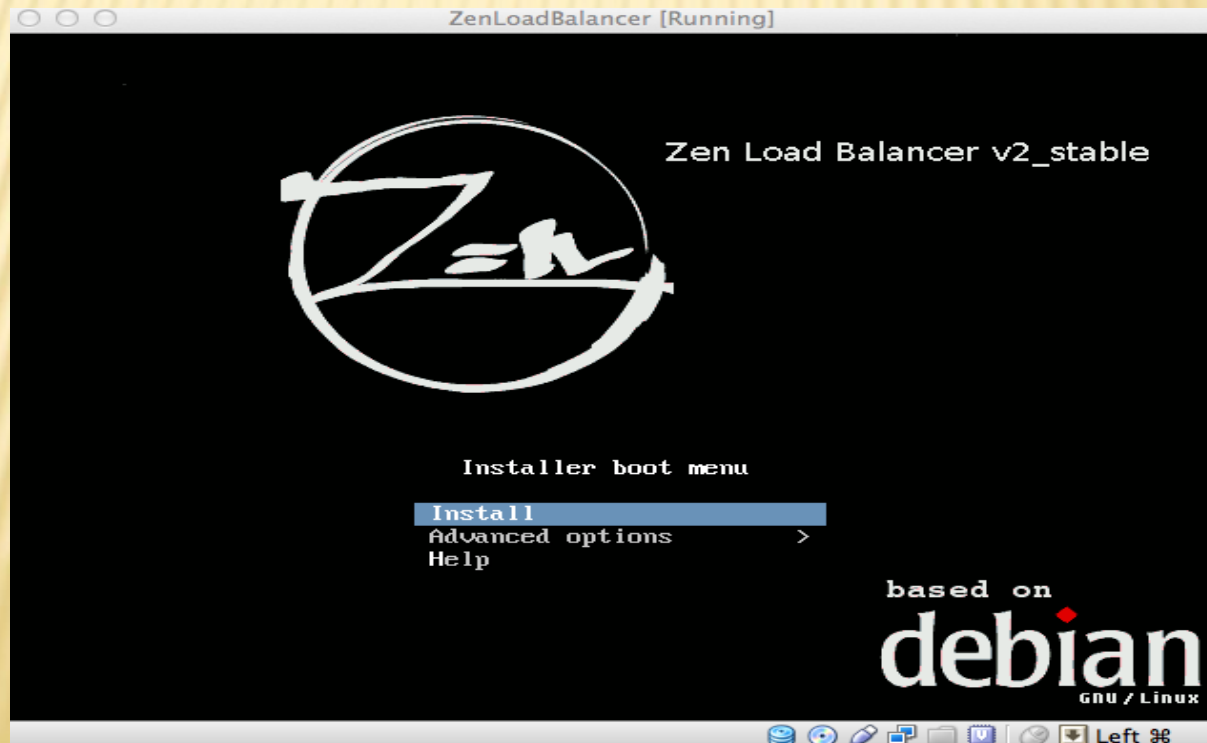 ZenLoadBalancer [Running]
Zen Load Balancer v2_stable
Zen
Installer boot menu
Install
Advanced options >
Help
based on
debian
GNU / Linux
Left ⌘